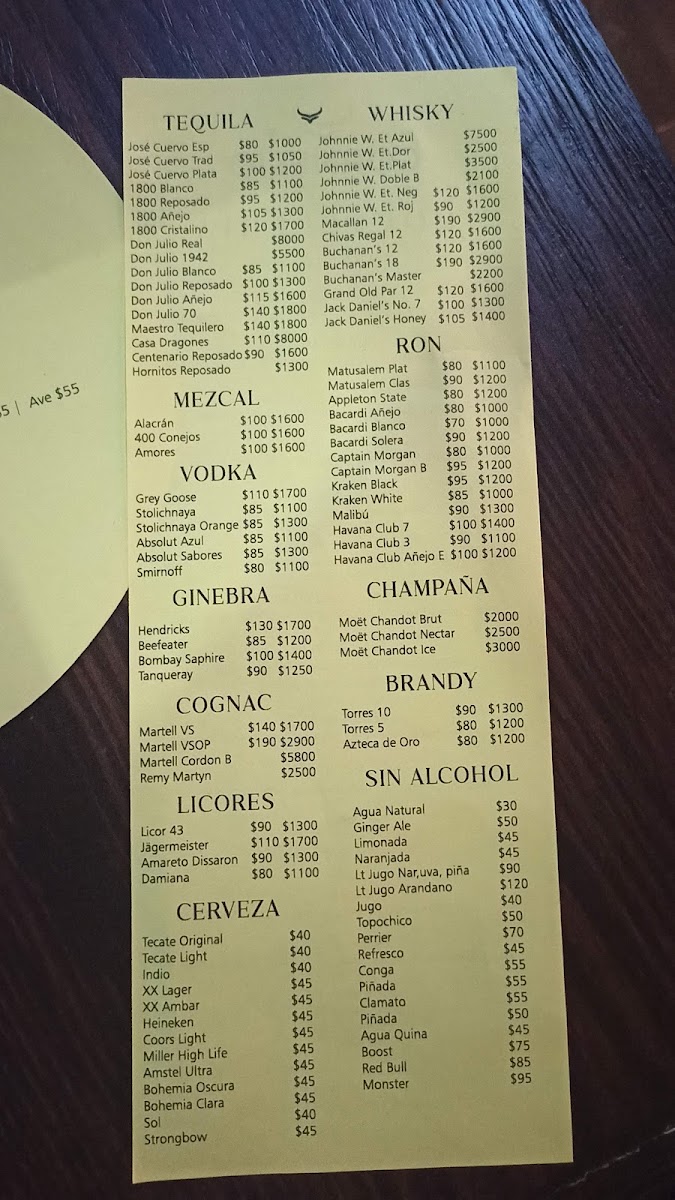 5 | Ave $55
TEQUILA
José Cuervo Esp $80 $1000
José Cuervo Trad $95 $1050
José Cuervo Plata $100 $1200
1800 Blanco $85 $1100
1800 Reposado $95 $1200
1800 Añejo $105 $1300
1800 Cristalino $120 $1700
Don Julio Real $8000
Don Julio 1942 $5500
Don Julio Blanco $85 $1100
Don Julio Reposado $100 $1300
Don Julio Añejo $115 $1600
Don Julio 70 $140 $1800
Maestro Tequilero $140 $1800
Casa Dragones $110 $8000
Centenario Reposado $90 $1600
Hornitos Reposado $1300
MEZCAL
Alacrán $100 $1600
400 Conejos $100 $1600
Amores $100 $1600
VODKA
Grey Goose $110 $1700
Stolichnaya $85 $1100
Stolichnaya Orange $85 $1300
Absolut Azul $85 $1100
Absolut Sabores $85 $1300
Smirnoff $80 $1100
GINEBRA
Hendricks $130 $1700
Beefeater $85 $1200
Bombay Saphire $100 $1400
Tanqueray $90 $1250
COGNAC
Martell VS $140 $1700
Martell VSOP $190 $2900
Martell Cordon B $5800
Remy Martyn $2500
LICORES
Licor 43 $90 $1300
Jägermeister $110 $1700
Amareto Dissaron $90 $1300
Damiana $80 $1100
CERVEZA
Tecate Original $40
Tecate Light $40
Indio $40
XX Lager $45
XX Ambar $45
Heineken $45
Coors Light $45
Miller High Life $45
Amstel Ultra $45
Bohemia Oscura $45
Bohemia Clara $45
Sol $40
Strongbow $45
WHISKY
Johnnie W. Et Azul $7500
Johnnie W. Et.Dor $2500
Johnnie W. Et.Plat $3500
Johnnie W. Doble B $2100
Johnnie W. Et. Neg $120 $1600
Johnnie W. Et. Roj $90 $1200
Macallan 12 $190 $2900
Chivas Regal 12 $120 $1600
Buchanan's 12 $120 $1600
Buchanan's 18 $190 $2900
Buchanan's Master $2200
Grand Old Par 12 $120 $1600
Jack Daniel's No. 7 $100 $1300
Jack Daniel's Honey $105 $1400
RON
Matusalem Plat $80 $1100
Matusalem Clas $90 $1200
Appleton State $80 $1200
Bacardi Añejo $80 $1000
Bacardi Blanco $70 $1000
Bacardi Solera $90 $1200
Captain Morgan $80 $1000
Captain Morgan B $95 $1200
Kraken Black $95 $1200
Kraken White $85 $1000
Malibú $90 $1300
Havana Club 7 $100 $1400
Havana Club 3 $90 $1100
Havana Club Añejo E $100 $1200
CHAMPAÑA
Moët Chandot Brut $2000
Moët Chandot Nectar $2500
Moët Chandot Ice $3000
BRANDY
Torres 10 $90 $1300
Torres 5 $80 $1200
Azteca de Oro $80 $1200
SIN ALCOHOL
Agua Natural $30
Ginger Ale $50
Limonada $45
Naranjada $45
Lt Jugo Nar,uva, piña $90
Lt Jugo Arandano $120
Jugo $40
Topochico $50
Perrier $70
Refresco $45
Conga $55
Piñada $55
Clamato $55
Piñada $50
Agua Quina $45
Boost $75
Red Bull $85
Monster $95